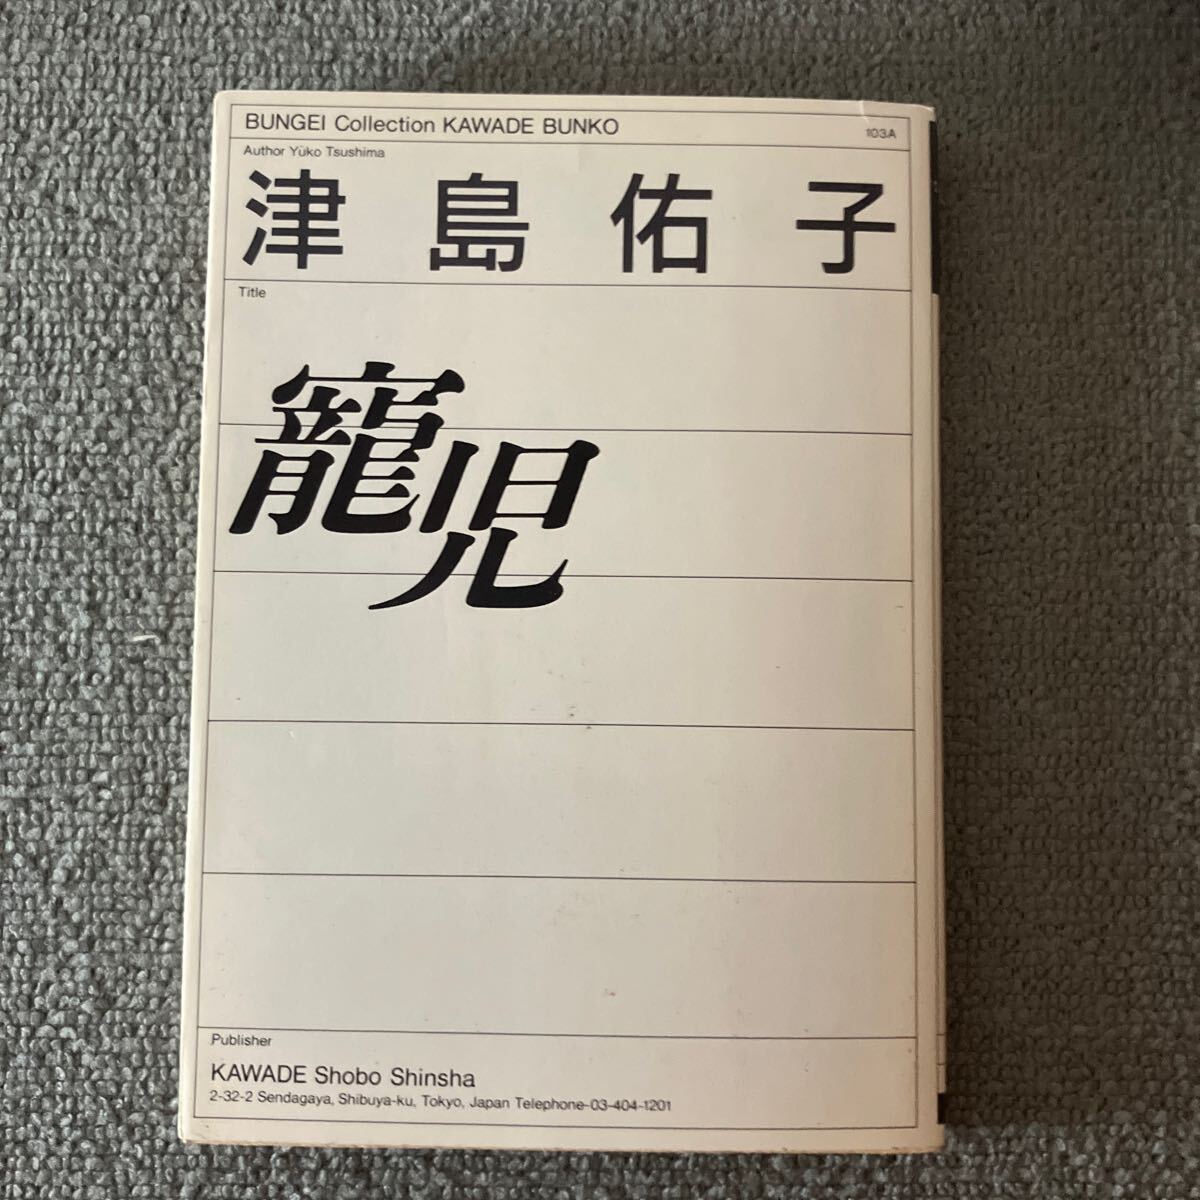 BUNGEI Collection KAWADE BUNKO
103A
Author Yūko Tsushima
津島佑子
Title
寵児
Publisher
KAWADE Shobō Shinsha
2-32-2 Sendagaya, Shibuya-ku, Tokyo, Japan Telephone-03-404-1201